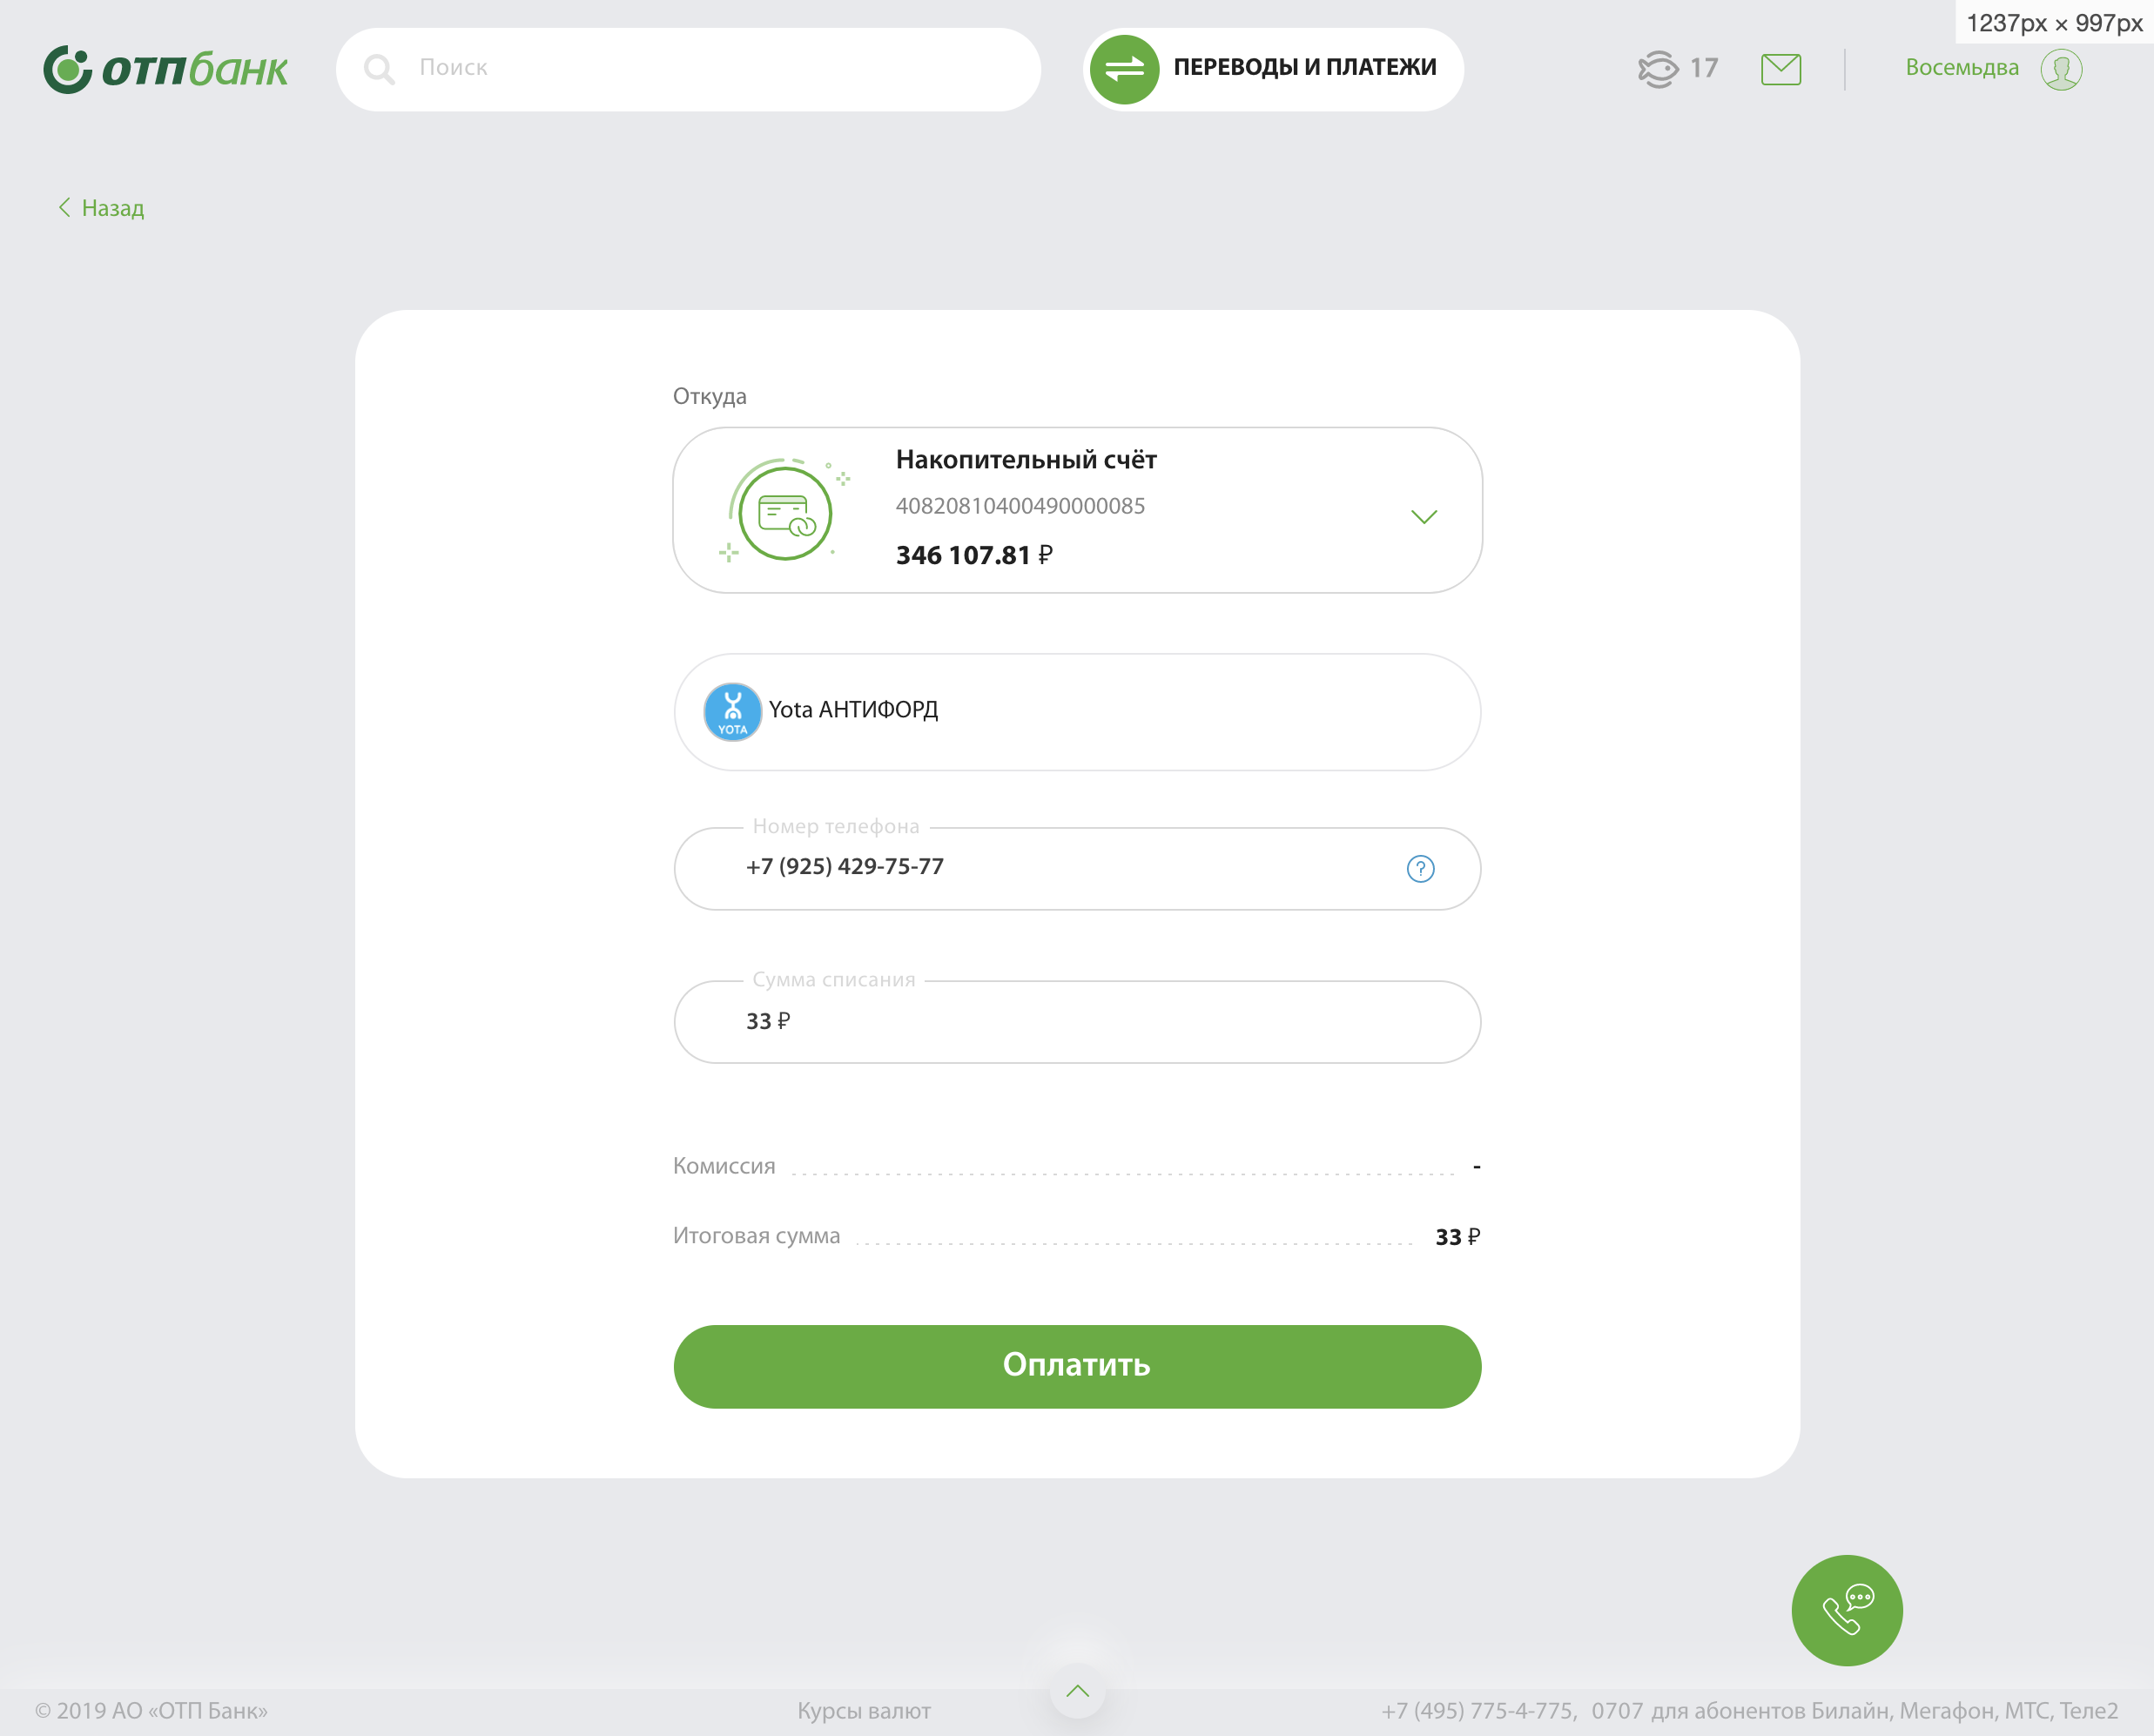 1237px × 997px
отпбанк
Поиск
ПЕРЕВОДЫ И ПЛАТЕЖИ
17
Восемьдва
Назад
Откуда
Накопительный счёт
40820810400490000085
346 107.81 ₽
YOTA
Yota АНТИФОРД
Номер телефона
+7 (925) 429-75-77
?
Сумма списания
33 ₽
Комиссия -
Итоговая сумма 33 ₽
Оплатить
© 2019 АО «ОТП Банк» Курсы валют +7 (495) 775-4-775, 0707 для абонентов Билайн, Мегафон, МТС, Теле2